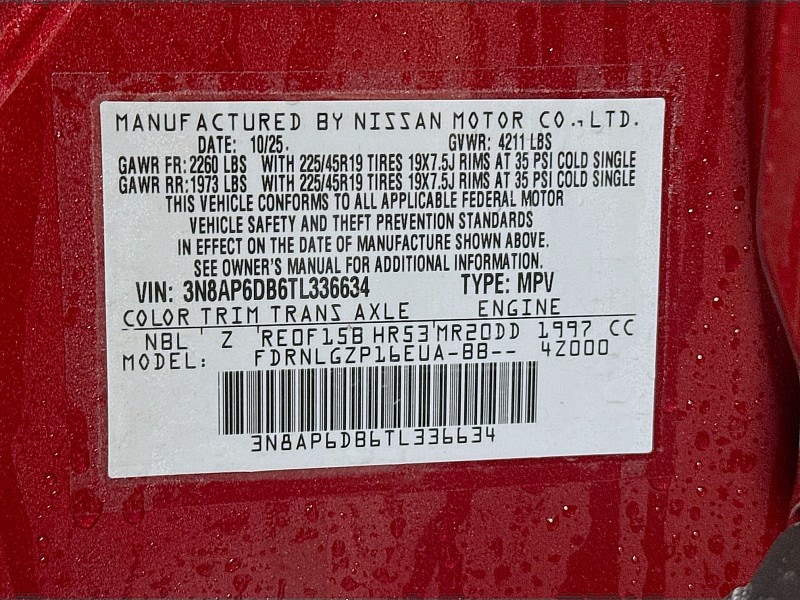 MANUFACTURED BY NISSAN MOTOR CO., LTD.
DATE: 10/25. GVWR: 4211 LBS
GAWR FR: 2260 LBS WITH 225/45R19 TIRES 19X7.5J RIMS AT 35 PSI COLD SINGLE
GAWR RR: 1973 LBS WITH 225/45R19 TIRES 19X7.5J RIMS AT 35 PSI COLD SINGLE
THIS VEHICLE CONFORMS TO ALL APPLICABLE FEDERAL MOTOR
VEHICLE SAFETY AND THEFT PREVENTION STANDARDS
IN EFFECT ON THE DATE OF MANUFACTURE SHOWN ABOVE.
SEE OWNER'S MANUAL FOR ADDITIONAL INFORMATION.
VIN: 3N8AP6DB6TL336634 TYPE: MPV
COLOR TRIM TRANS AXLE ENGINE
NBL Z RE0F15B HR53 MR20DD 1997 CC
MODEL: FDRNLGZP16EUA-BB-- 4Z000
3N8AP6DB6TL336634